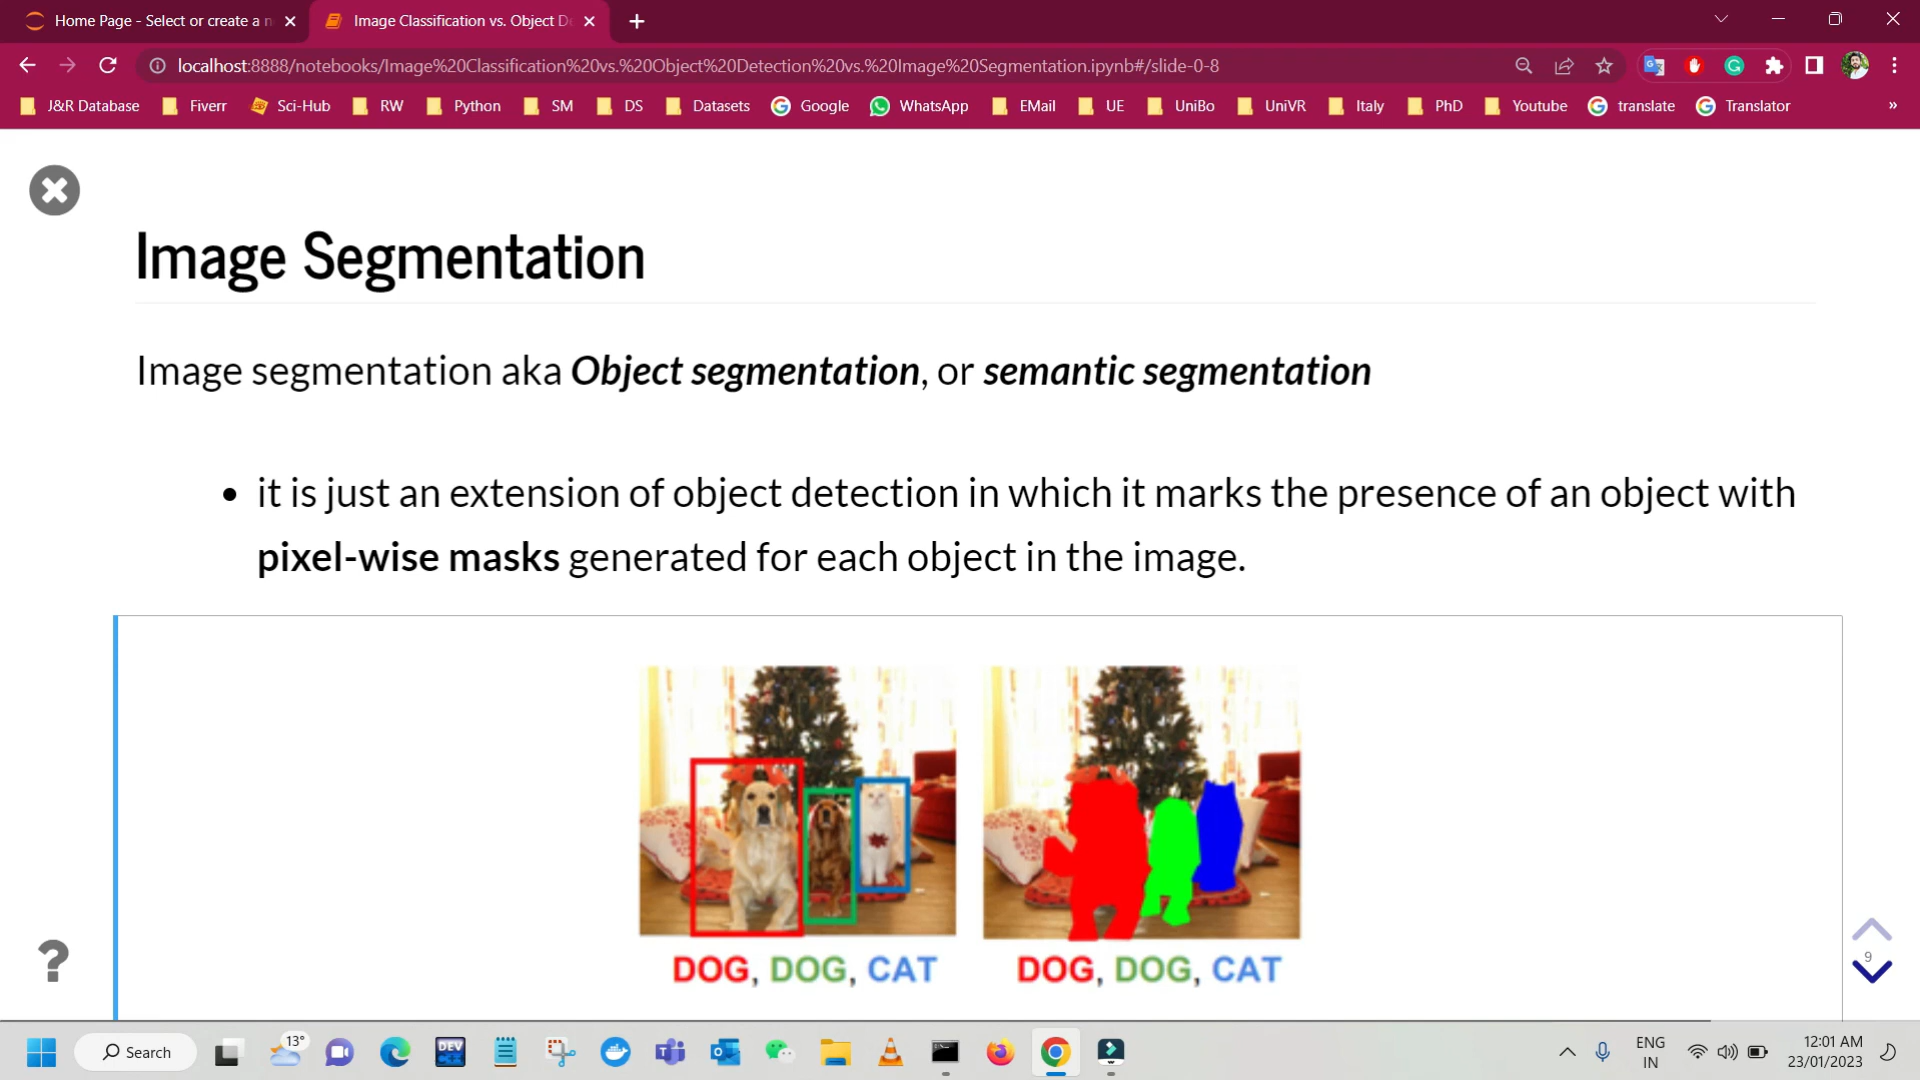 Home Page - Select or create a n
Image Classification vs. Object D
localhost:8888/notebooks/Image%20Classification%20vs.%20Object%20Detection%20vs.%20Image%20Segmentation.ipynb#/slide-0-8
J&R Database Fiverr Sci-Hub RW Python SM DS Datasets Google WhatsApp EMail UE UniBo UniVR Italy PhD Youtube translate Translator »
Image Segmentation
Image segmentation aka Object segmentation, or semantic segmentation
• it is just an extension of object detection in which it marks the presence of an object with
pixel-wise masks generated for each object in the image.
DOG, DOG, CAT
DOG, DOG, CAT
?
9
Search
13°
DEV
ENG
IN
12:01 AM
23/01/2023